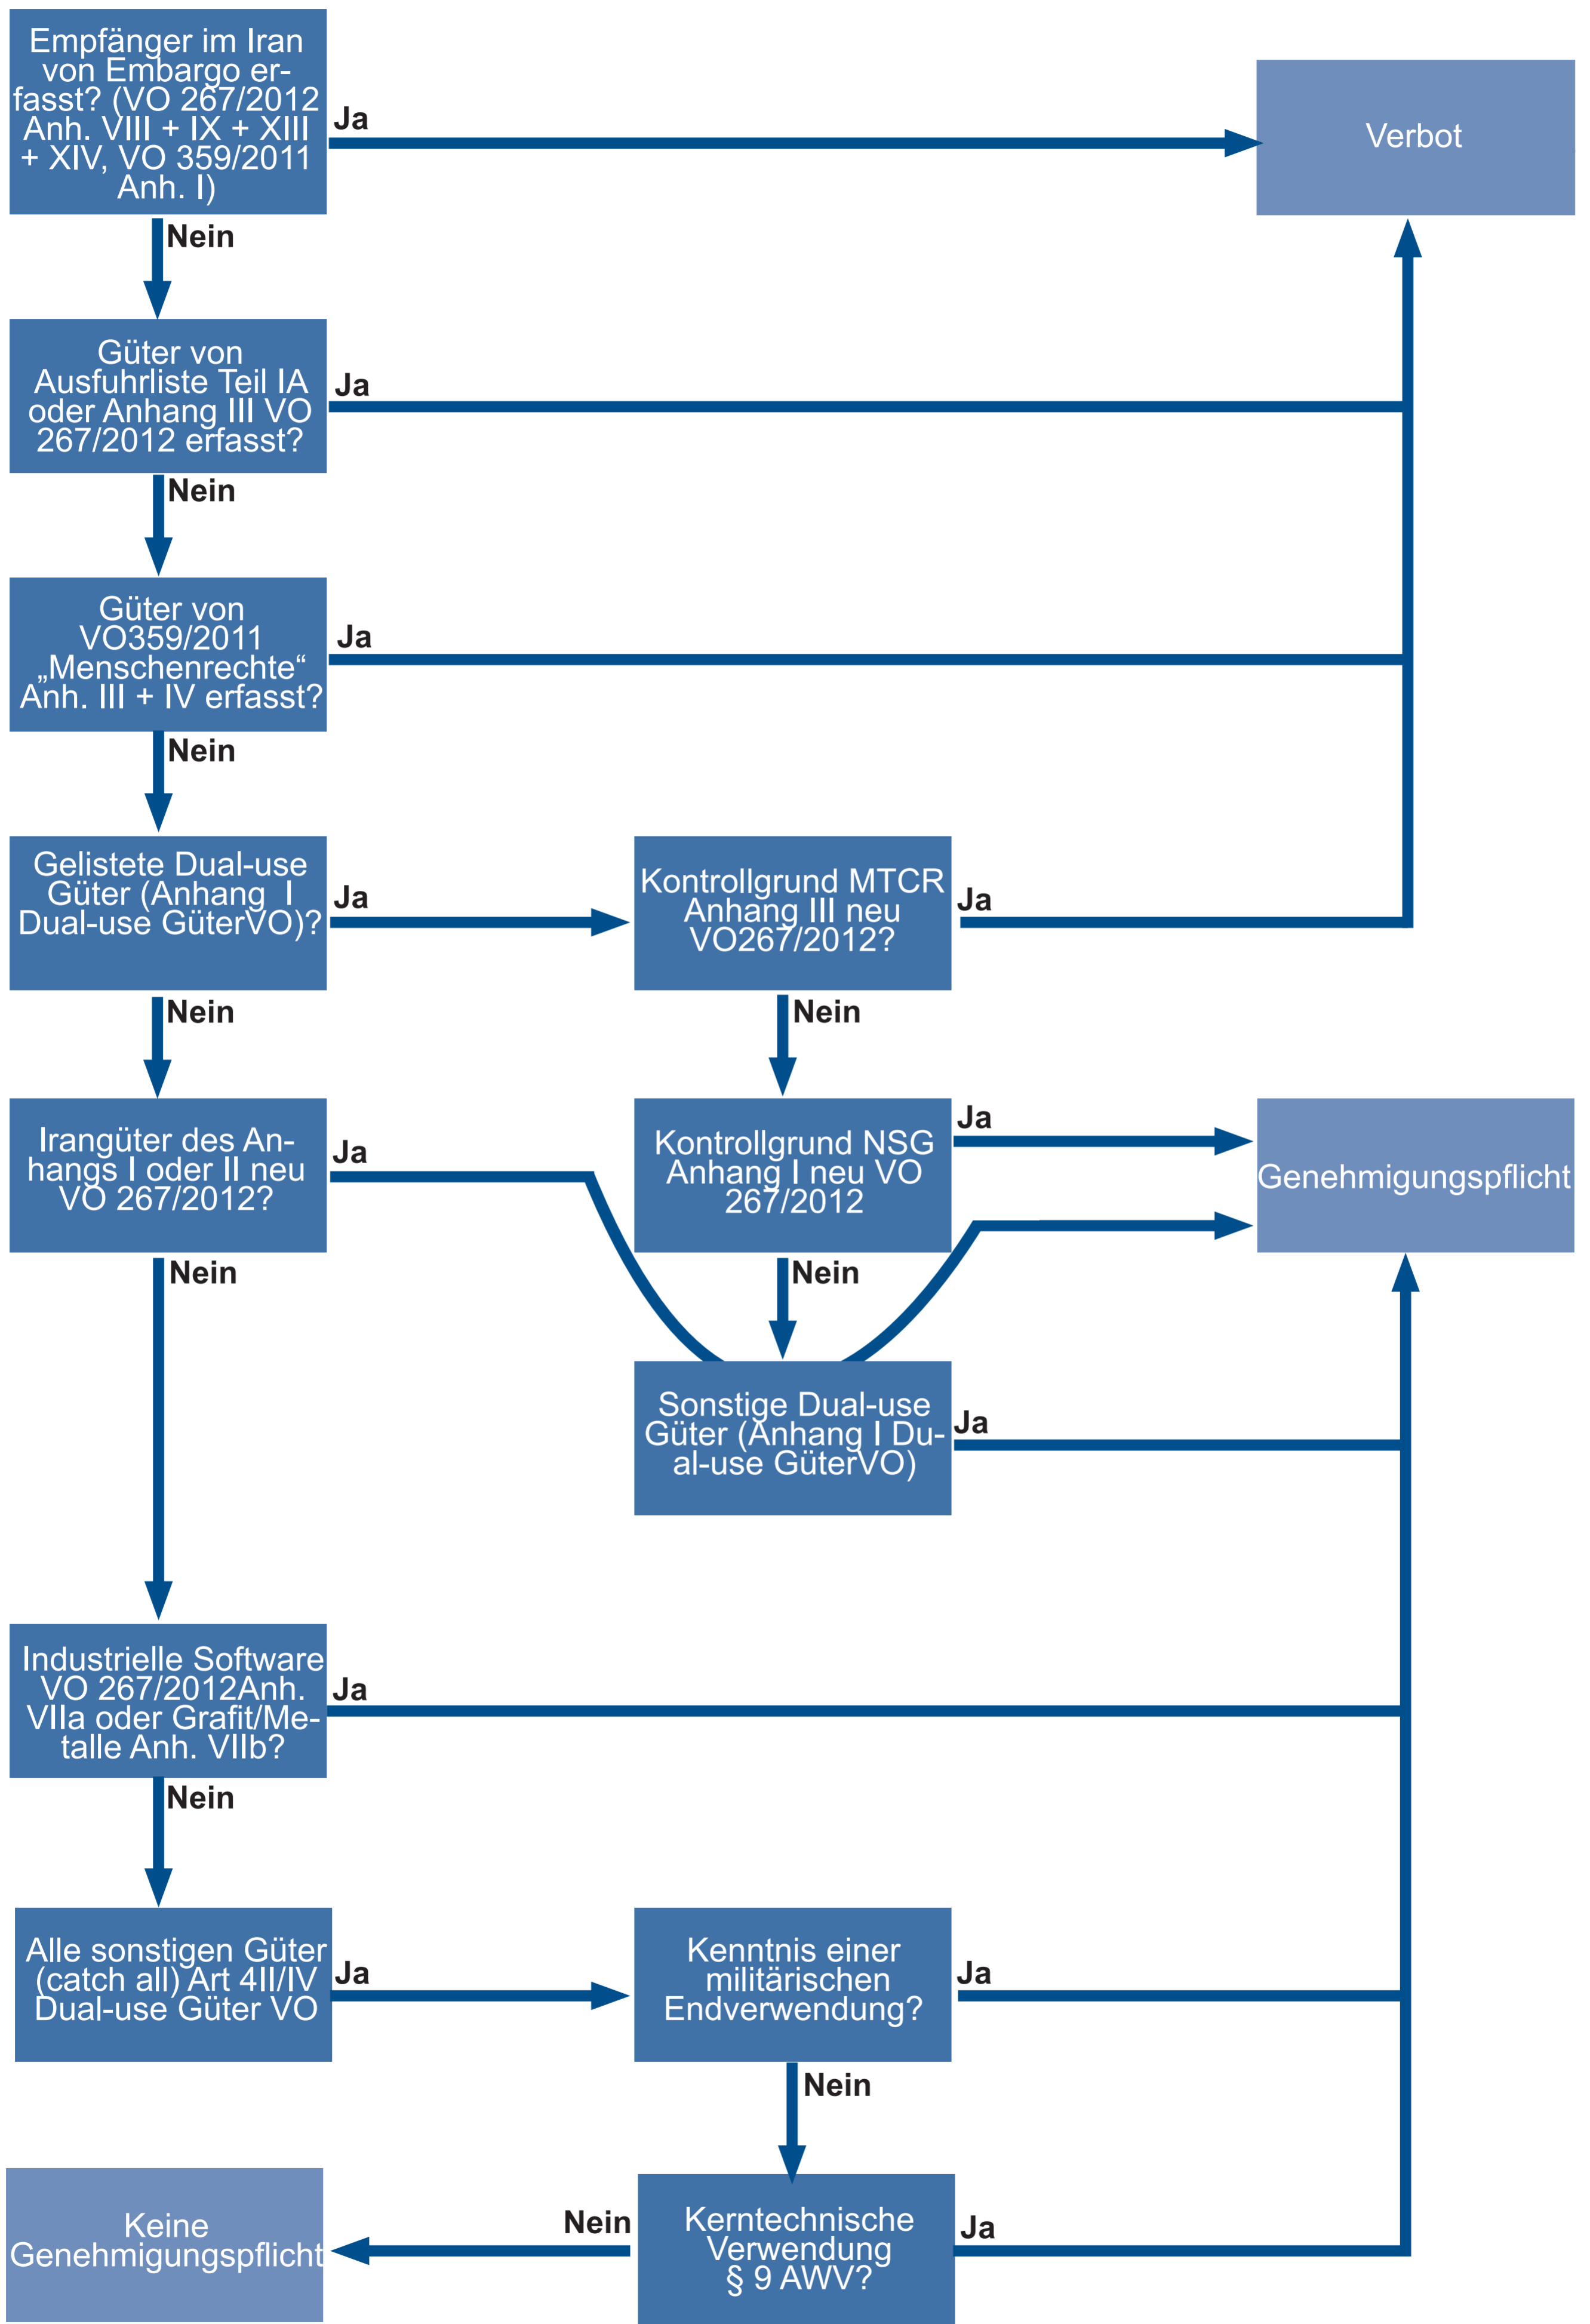 Empfänger im Iran
von Embargo er-
fasst? (VO 267/2012
Anh. VIII + IX + XIII
+ XIV, VO 359/2011
Anh. I)
Ja
Verbot
Nein
Güter von
Ausfuhrliste Teil IA
oder Anhang III VO
267/2012 erfasst?
Ja
Nein
Güter von
VO359/2011
„Menschenrechte“
Anh. III + IV erfasst?
Ja
Nein
Gelistete Dual-use
Güter (Anhang I
Dual-use GüterVO)?
Ja
Kontrollgrund MTCR
Anhang III neu
VO267/2012?
Ja
Nein
Nein
Irangüter des An-
hangs I oder II neu
VO 267/2012?
Ja
Kontrollgrund NSG
Anhang I neu VO
267/2012
Ja
Genehmigungspflicht
Nein
Nein
Sonstige Dual-use
Güter (Anhang I Du-
al-use GüterVO)
Ja
Industrielle Software
VO 267/2012Anh.
VIIa oder Grafit/Me-
talle Anh. VIIb?
Ja
Nein
Alle sonstigen Güter
(catch all) Art 4II/IV
Dual-use Güter VO
Ja
Kenntnis einer
militärischen
Endverwendung?
Ja
Nein
Keine
Genehmigungspflicht
Nein
Kerntechnische
Verwendung
§ 9 AWV?
Ja